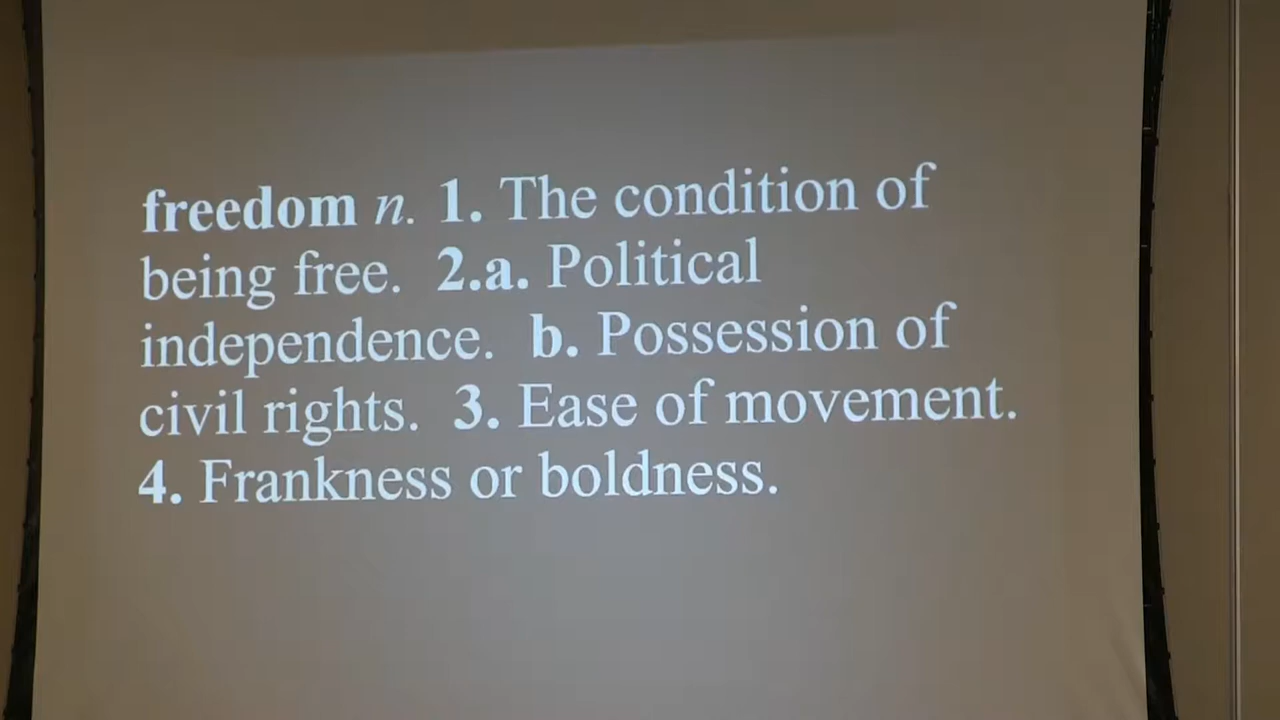 freedom n. 1. The condition of
being free. 2.a. Political
independence. b. Possession of
civil rights. 3. Ease of movement.
4. Frankness or boldness.